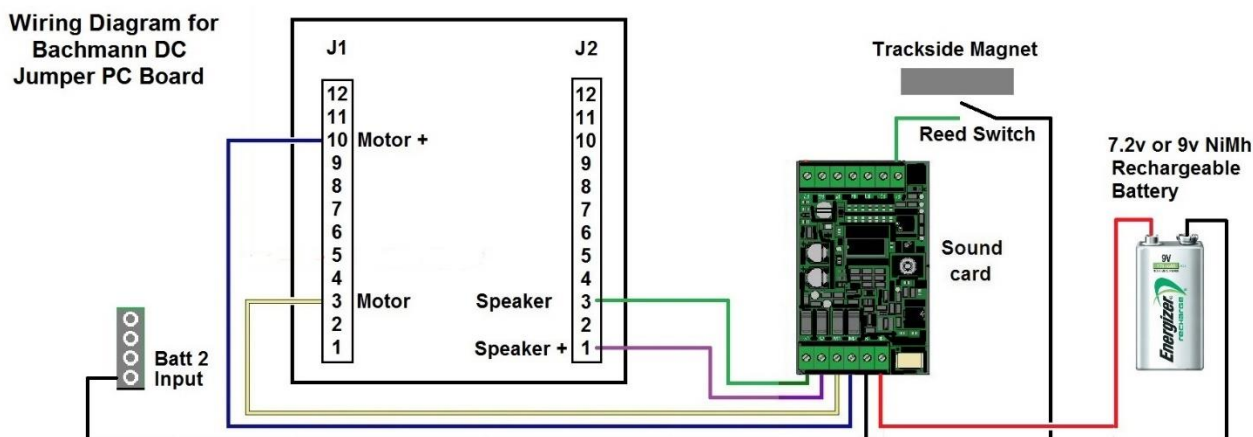 Wiring Diagram for
Bachmann DC
Jumper PC Board
J1
12
11
10 Motor +
9
8
7
6
5
4
3 Motor
2
1
J2
12
11
10
9
8
7
6
5
4
Speaker 3
2
Speaker + 1
Batt 2
Input
Trackside Magnet
Reed Switch
Sound
card
7.2v or 9v NiMh
Rechargeable
Battery
9V
Energizer
recharge